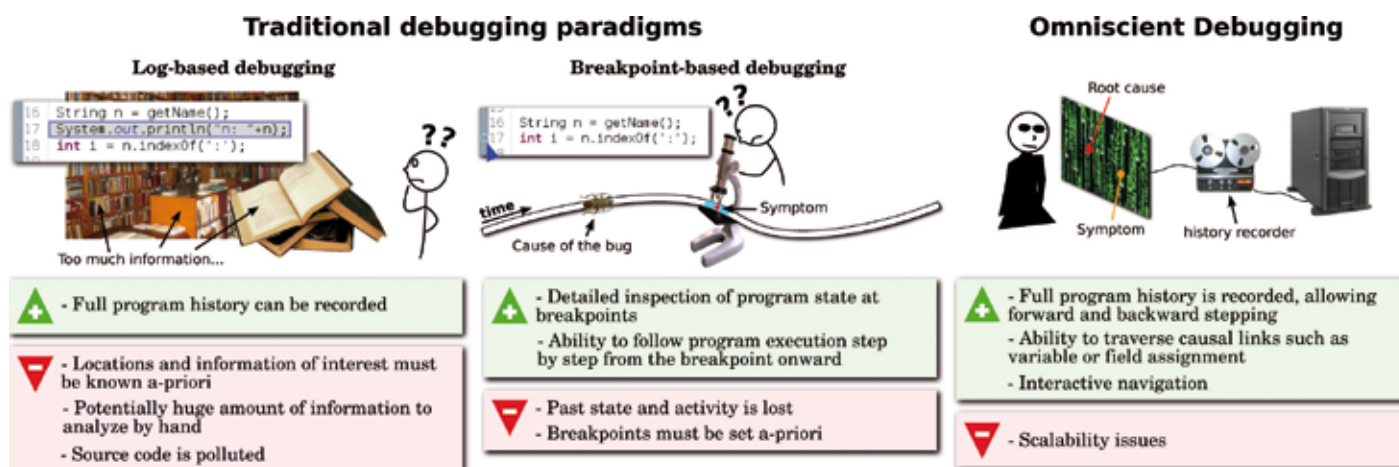 Traditional debugging paradigms
Omniscient Debugging
Log-based debugging
16 String n = getName();
17 System.out.println("n: "+n);
18 int i = n.indexOf(':');
??
Too much information...
Breakpoint-based debugging
16 String n = getName();
17 int i = n.indexOf(':');
??
time
Symptom
Cause of the bug
Root cause
Symptom
history recorder
- Full program history can be recorded
- Locations and information of interest must
be known a-priori
- Potentially huge amount of information to
analyze by hand
- Source code is polluted
- Detailed inspection of program state at
breakpoints
- Ability to follow program execution step
by step from the breakpoint onward
- Past state and activity is lost
- Breakpoints must be set a-priori
- Full program history is recorded, allowing
forward and backward stepping
- Ability to traverse causal links such as
variable or field assignment
- Interactive navigation
- Scalability issues